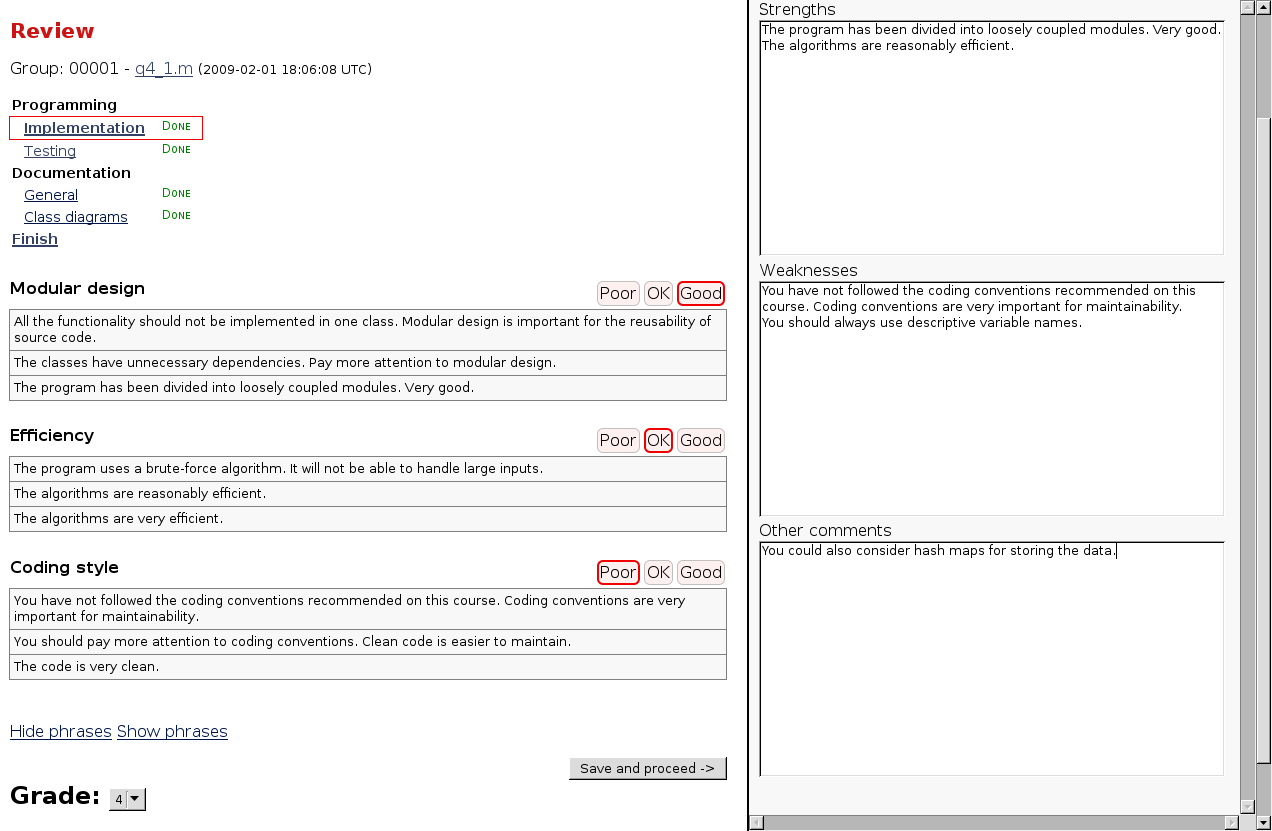 Review
Group: 00001 - q4_1.m (2009-02-01 18:06:08 UTC)
Programming
Implementation DONE
Testing DONE
Documentation
General DONE
Class diagrams DONE
Finish
Modular design Poor OK Good
All the functionality should not be implemented in one class. Modular design is important for the reusability of
source code.
The classes have unnecessary dependencies. Pay more attention to modular design.
The program has been divided into loosely coupled modules. Very good.
Efficiency Poor OK Good
The program uses a brute-force algorithm. It will not be able to handle large inputs.
The algorithms are reasonably efficient.
The algorithms are very efficient.
Coding style Poor OK Good
You have not followed the coding conventions recommended on this course. Coding conventions are very
important for maintainability.
You should pay more attention to coding conventions. Clean code is easier to maintain.
The code is very clean.
Hide phrases Show phrases
Save and proceed ->
Grade: 4
Strengths
The program has been divided into loosely coupled modules. Very good.
The algorithms are reasonably efficient.
Weaknesses
You have not followed the coding conventions recommended on this
course. Coding conventions are very important for maintainability.
You should always use descriptive variable names.
Other comments
You could also consider hash maps for storing the data.